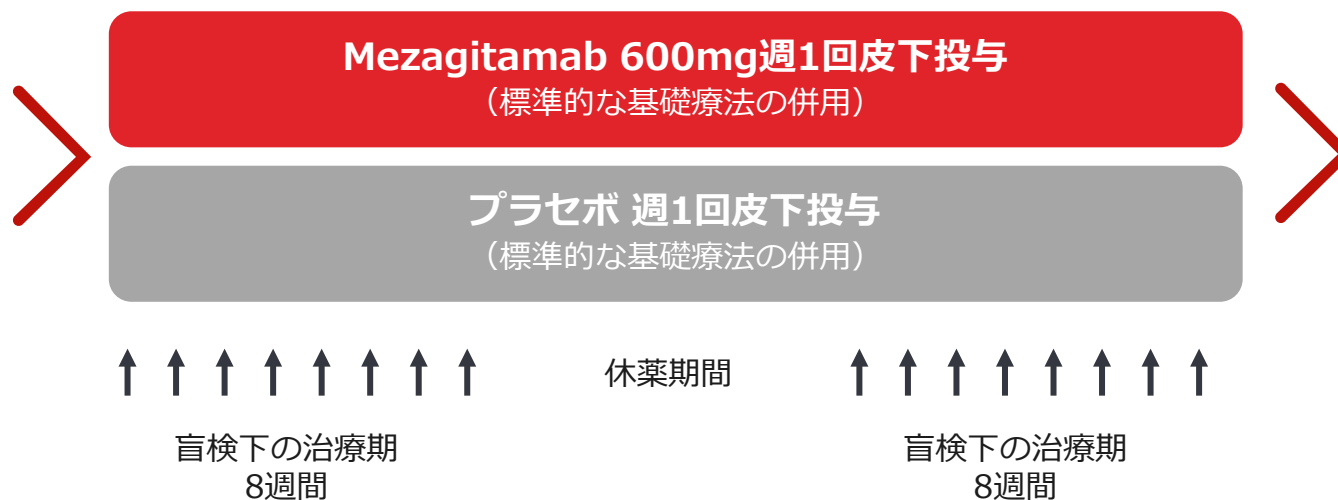 Mezagitamab 600mg週1回皮下投与
（標準的な基礎療法の併用）
プラセボ 週1回皮下投与
（標準的な基礎療法の併用）
休薬期間
盲検下の治療期
8週間
盲検下の治療期
8週間